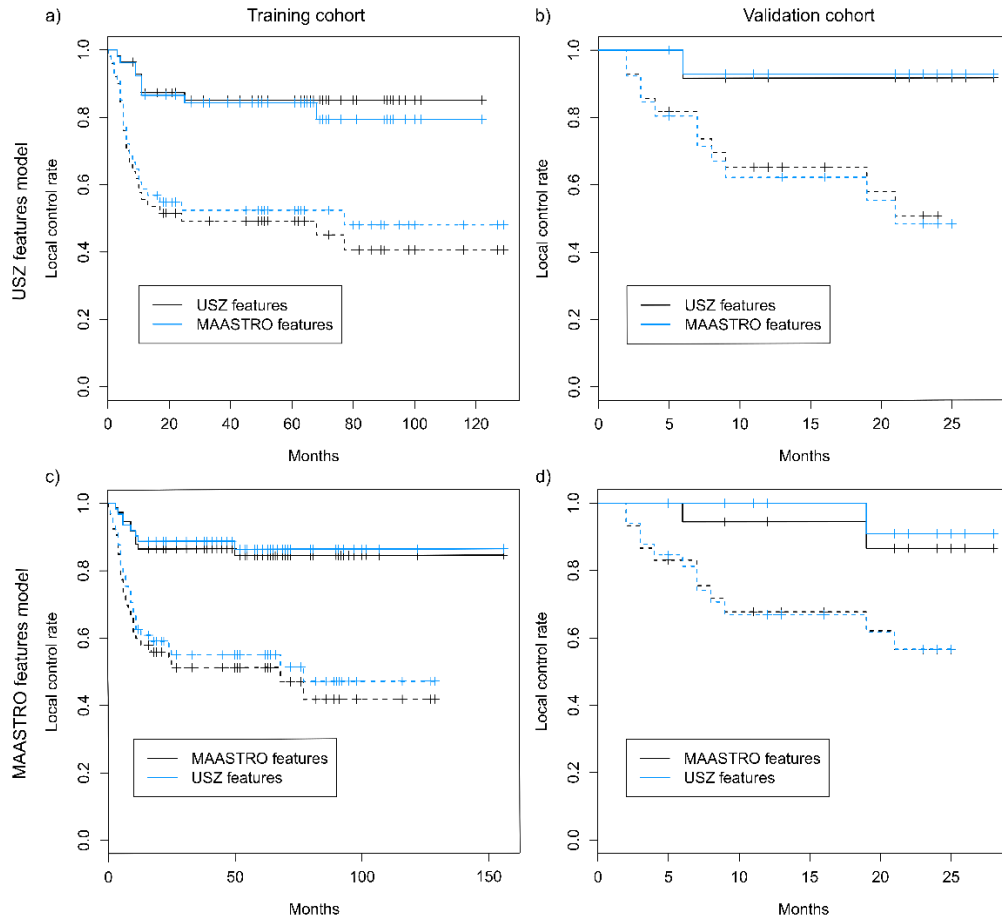 a) Training cohort
b) Validation cohort
USZ features model
Local control rate
1.0
0.8
0.6
0.4
0.2
0.0
USZ features
MAASTRO features
0 20 40 60 80 100 120
Months
Local control rate
1.0
0.8
0.6
0.4
0.2
0.0
USZ features
MAASTRO features
0 5 10 15 20 25
Months
c)
d)
MAASTRO features model
Local control rate
1.0
0.8
0.6
0.4
0.2
0.0
MAASTRO features
USZ features
0 50 100 150
Months
Local control rate
1.0
0.8
0.6
0.4
0.2
0.0
MAASTRO features
USZ features
0 5 10 15 20 25
Months